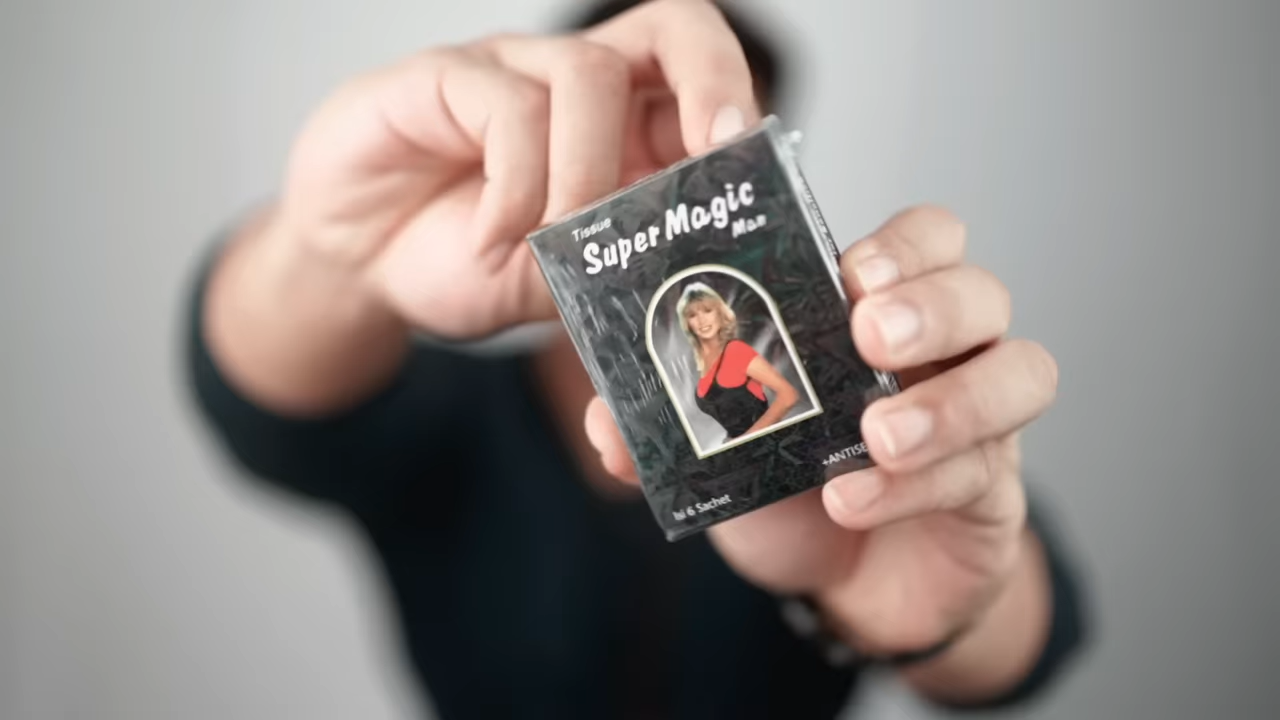 Tissue
Super Magic
Man
Isi 6 Sachet
+ANTISE